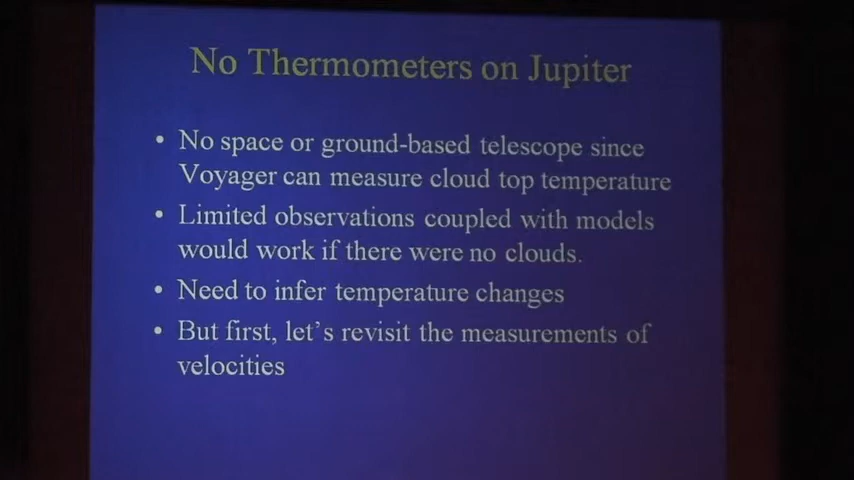 No Thermometers on Jupiter
• No space or ground-based telescope since
Voyager can measure cloud top temperature
• Limited observations coupled with models
would work if there were no clouds.
• Need to infer temperature changes
• But first, let's revisit the measurements of
velocities